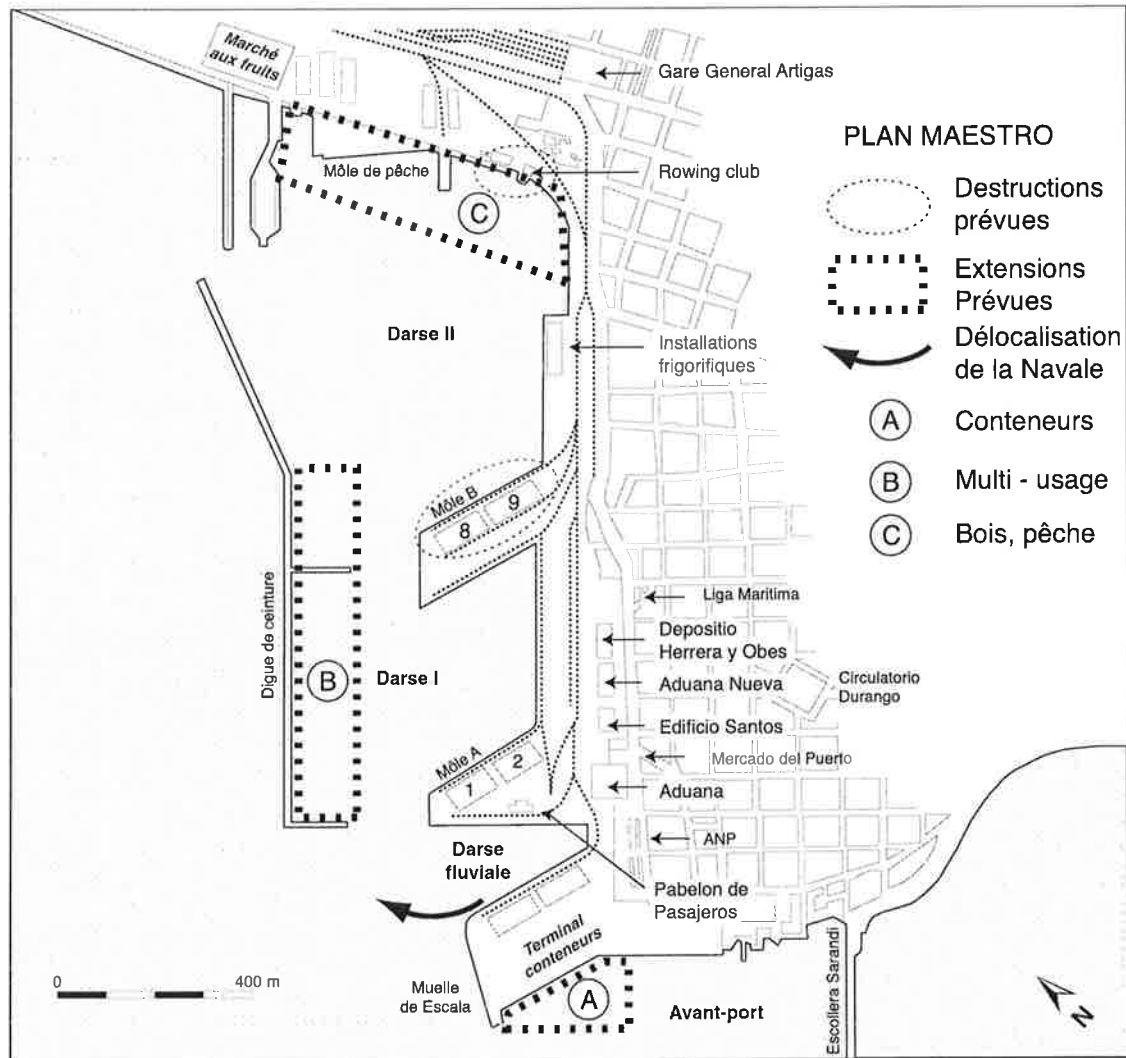 Marché
aux fruits
Gare General Artigas
Môle de pêche
Rowing club
C
PLAN MAESTRO
Destructions
prévues
Extensions
Prévues
Délocalisation
de la Navale
A Conteneurs
B Multi - usage
C Bois, pêche
Darse II
Installations
frigorifiques
Môle B
8
9
Digue de ceinture
B
Darse I
Liga Maritima
Depositio
Herrera y Obes
Aduana Nueva
Circulatorio
Durango
Edificio Santos
Mercado del Puerto
Môle A
1
2
Aduana
ANP
Darse
fluviale
Pabelon de
Pasajeros
Terminal
conteneurs
Muelle
de Escala
A
Avant-port
Escollera Sarandi
0 400 m
N